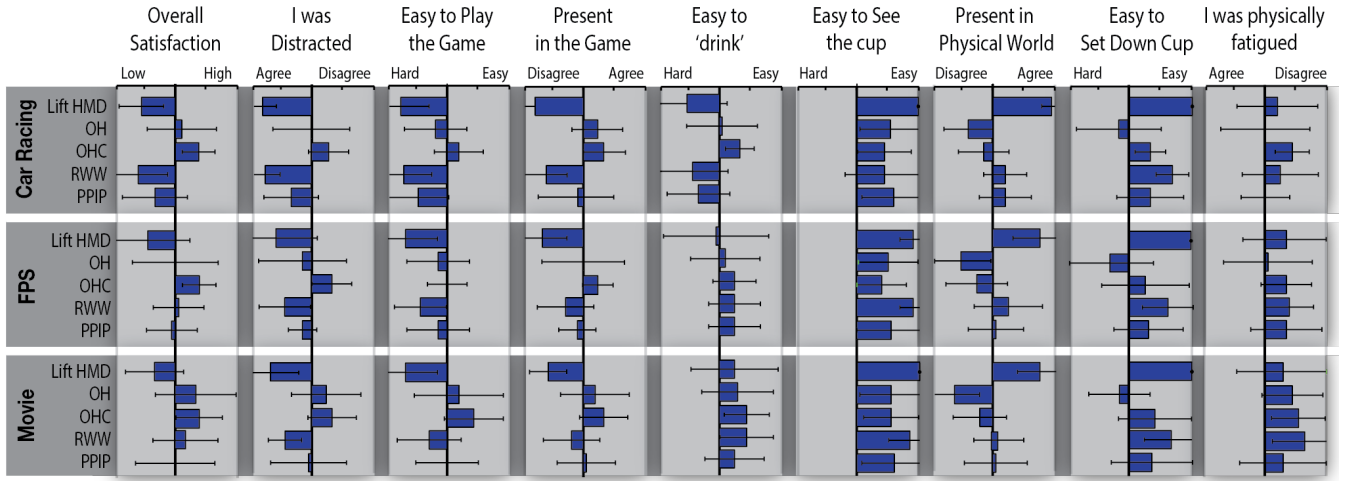 Overall
Satisfaction
I was
Distracted
Easy to Play
the Game
Present
in the Game
Easy to
‘drink’
Easy to See
the cup
Present in
Physical World
Easy to
Set Down Cup
I was physically
fatigued
Low High
Agree Disagree
Hard Easy
Disagree Agree
Hard Easy
Hard Easy
Disagree Agree
Hard Easy
Agree Disagree
Car Racing
Lift HMD
OH
OHC
RWW
PPIP
FPS
Lift HMD
OH
OHC
RWW
PPIP
Movie
Lift HMD
OH
OHC
RWW
PPIP